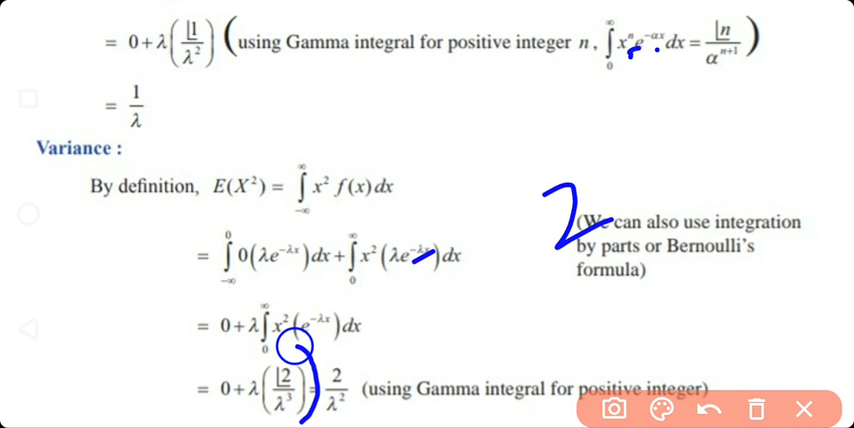 = 0 + λ(⌊1/λ²) (using Gamma integral for positive integer n, ∫₀^∞ xⁿe^−αx dx = ⌊n/α^n+1)
= 1/λ
Variance :
By definition, E(X²) = ∫₋∞^∞ x² f(x)dx
2
(We can also use integration
by parts or Bernoulli's
formula)
= ∫₋∞^0 0(λe^−λx)dx + ∫₀^∞ x²(λe^−λx)dx
= 0 + λ∫₀^∞ x²(e^−λx)dx
= 0 + λ(⌊2/λ³) = 2/λ² (using Gamma integral for positive integer)